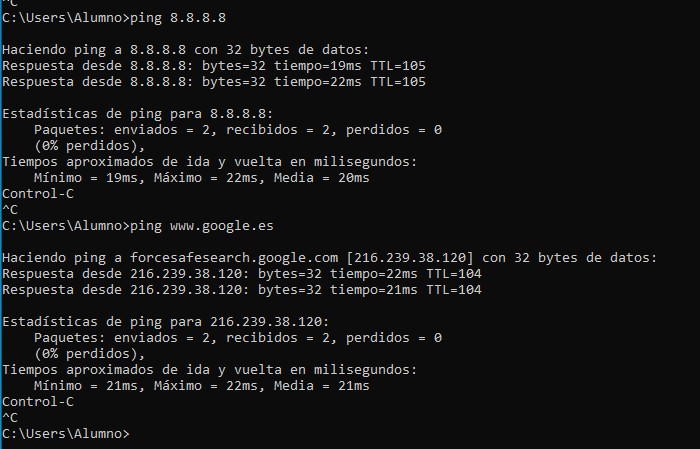 ^C
C:\Users\Alumno>ping 8.8.8.8
Haciendo ping a 8.8.8.8 con 32 bytes de datos:
Respuesta desde 8.8.8.8: bytes=32 tiempo=19ms TTL=105
Respuesta desde 8.8.8.8: bytes=32 tiempo=22ms TTL=105
Estadísticas de ping para 8.8.8.8:
Paquetes: enviados = 2, recibidos = 2, perdidos = 0
(0% perdidos),
Tiempos aproximados de ida y vuelta en milisegundos:
Mínimo = 19ms, Máximo = 22ms, Media = 20ms
Control-C
^C
C:\Users\Alumno>ping www.google.es
Haciendo ping a forcesafesearch.google.com [216.239.38.120] con 32 bytes de datos:
Respuesta desde 216.239.38.120: bytes=32 tiempo=22ms TTL=104
Respuesta desde 216.239.38.120: bytes=32 tiempo=21ms TTL=104
Estadísticas de ping para 216.239.38.120:
Paquetes: enviados = 2, recibidos = 2, perdidos = 0
(0% perdidos),
Tiempos aproximados de ida y vuelta en milisegundos:
Mínimo = 21ms, Máximo = 22ms, Media = 21ms
Control-C
^C
C:\Users\Alumno>